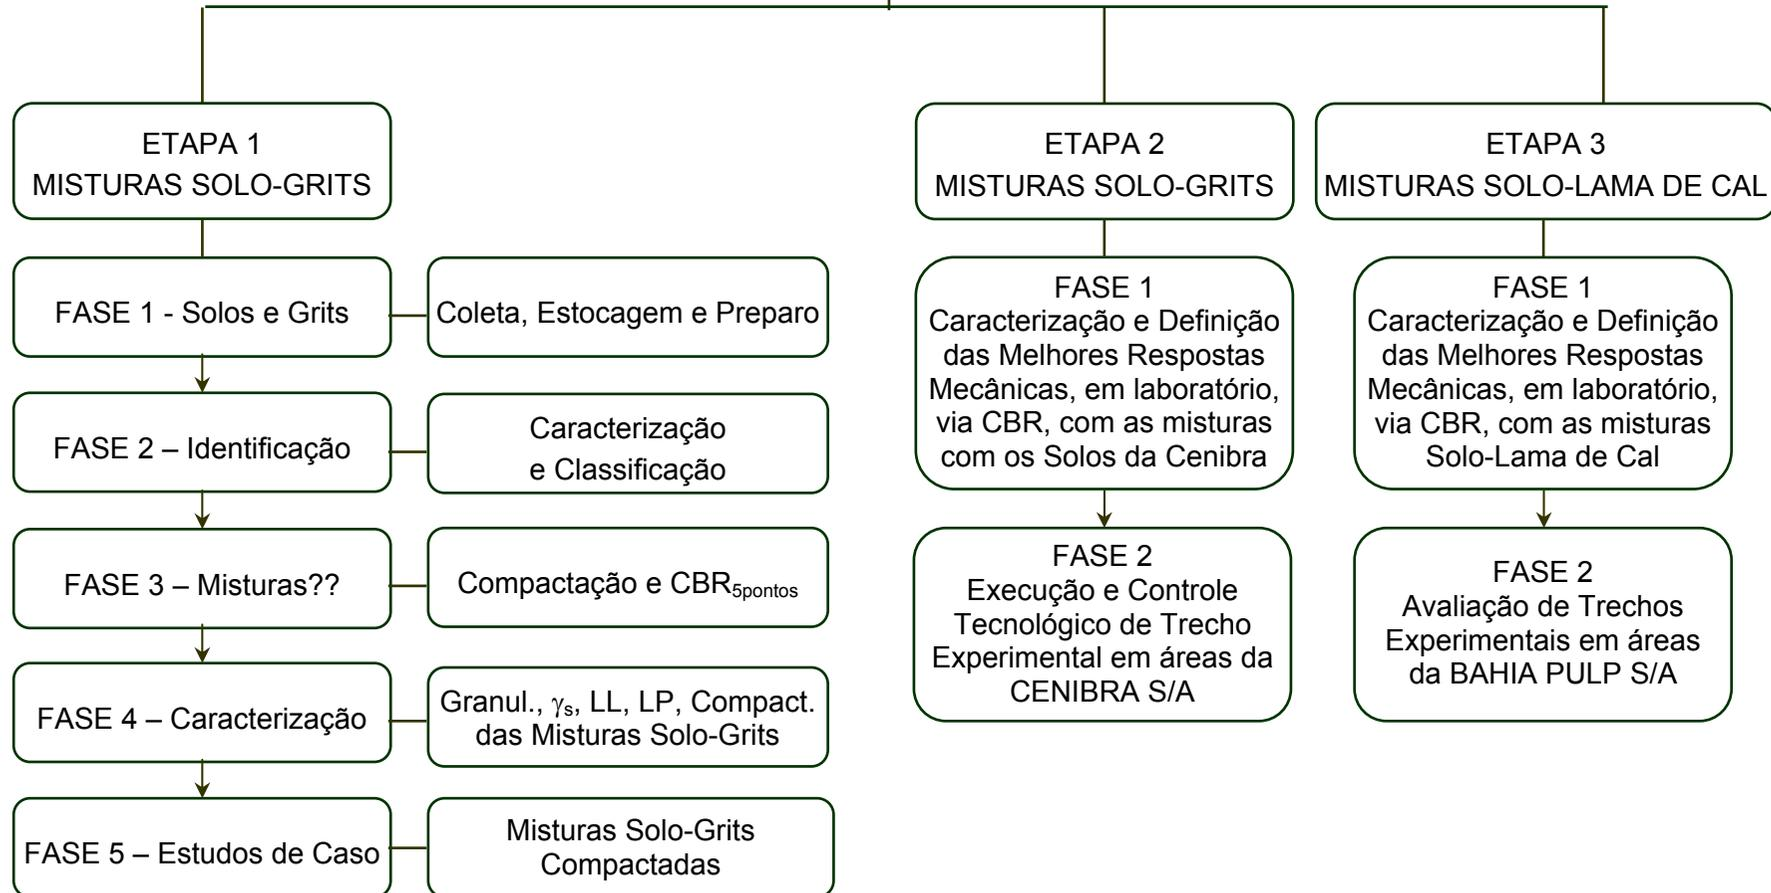 ETAPA 1
MISTURAS SOLO-GRITS
FASE 1 - Solos e Grits
Coleta, Estocagem e Preparo
FASE 2 – Identificação
Caracterização
e Classificação
FASE 3 – Misturas??
Compactação e CBR5pontos
FASE 4 – Caracterização
Granul., γs, LL, LP, Compact.
das Misturas Solo-Grits
FASE 5 – Estudos de Caso
Misturas Solo-Grits
Compactadas
ETAPA 2
MISTURAS SOLO-GRITS
FASE 1
Caracterização e Definição
das Melhores Respostas
Mecânicas, em laboratório,
via CBR, com as misturas
com os Solos da Cenibra
FASE 2
Execução e Controle
Tecnológico de Trecho
Experimental em áreas da
CENIBRA S/A
ETAPA 3
MISTURAS SOLO-LAMA DE CAL
FASE 1
Caracterização e Definição
das Melhores Respostas
Mecânicas, em laboratório,
via CBR, com as misturas
Solo-Lama de Cal
FASE 2
Avaliação de Trechos
Experimentais em áreas
da BAHIA PULP S/A